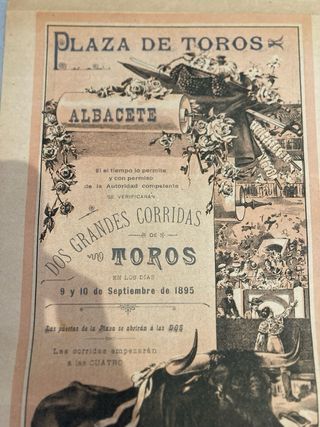 PLAZA DE TOROS
ALBACETE
Si el tiempo lo permite
y con permiso
de la Autoridad competente
SE VERIFICARÁN
DOS GRANDES CORRIDAS
DE
TOROS
EN LOS DIAS
9 y 10 de Septiembre de 1895
Las puertas de la Plaza se abrirán á las DOS
Las corridas empezarán
a las CUATRO